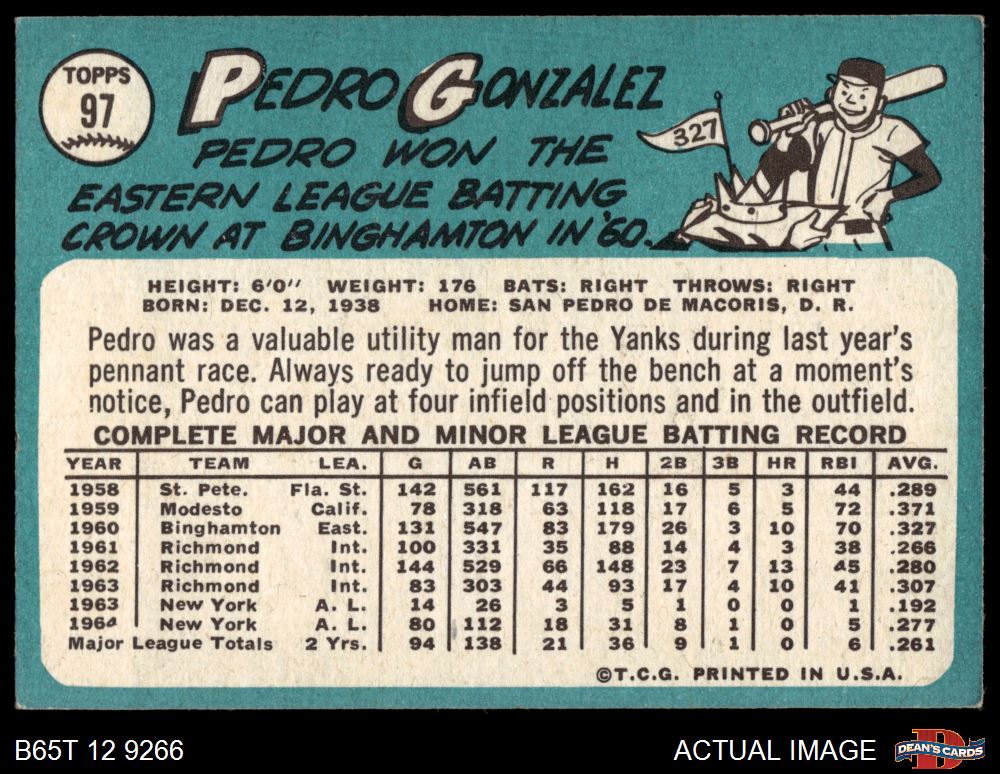 TOPPS
97
PEDRO GONZALEZ
PEDRO WON THE
EASTERN LEAGUE BATTING
CROWN AT BINGHAMTON IN '60.
327
HEIGHT: 6'0" WEIGHT: 176 BATS: RIGHT THROWS: RIGHT
BORN: DEC. 12, 1938 HOME: SAN PEDRO DE MACORIS, D. R.
Pedro was a valuable utility man for the Yanks during last year's
pennant race. Always ready to jump off the bench at a moment's
notice, Pedro can play at four infield positions and in the outfield.
COMPLETE MAJOR AND MINOR LEAGUE BATTING RECORD
YEAR TEAM LEA. G AB R H 2B 3B HR RBI AVG.
1958 St. Pete. Fla. St. 142 561 117 162 16 5 3 44 .289
1959 Modesto Calif. 78 318 63 118 17 6 5 72 .371
1960 Binghamton East. 131 547 83 179 26 3 10 70 .327
1961 Richmond Int. 100 331 35 88 14 4 3 38 .266
1962 Richmond Int. 144 529 66 148 23 7 13 45 .280
1963 Richmond Int. 83 303 44 93 17 4 10 41 .307
1963 New York A. L. 14 26 3 5 1 0 0 1 .192
1964 New York A. L. 80 112 18 31 8 1 0 5 .277
Major League Totals 2 Yrs. 94 138 21 36 9 1 0 6 .261
©T.C.G. PRINTED IN U.S.A.
B65T 12 9266
ACTUAL IMAGE
D
DEAN'S CARDS